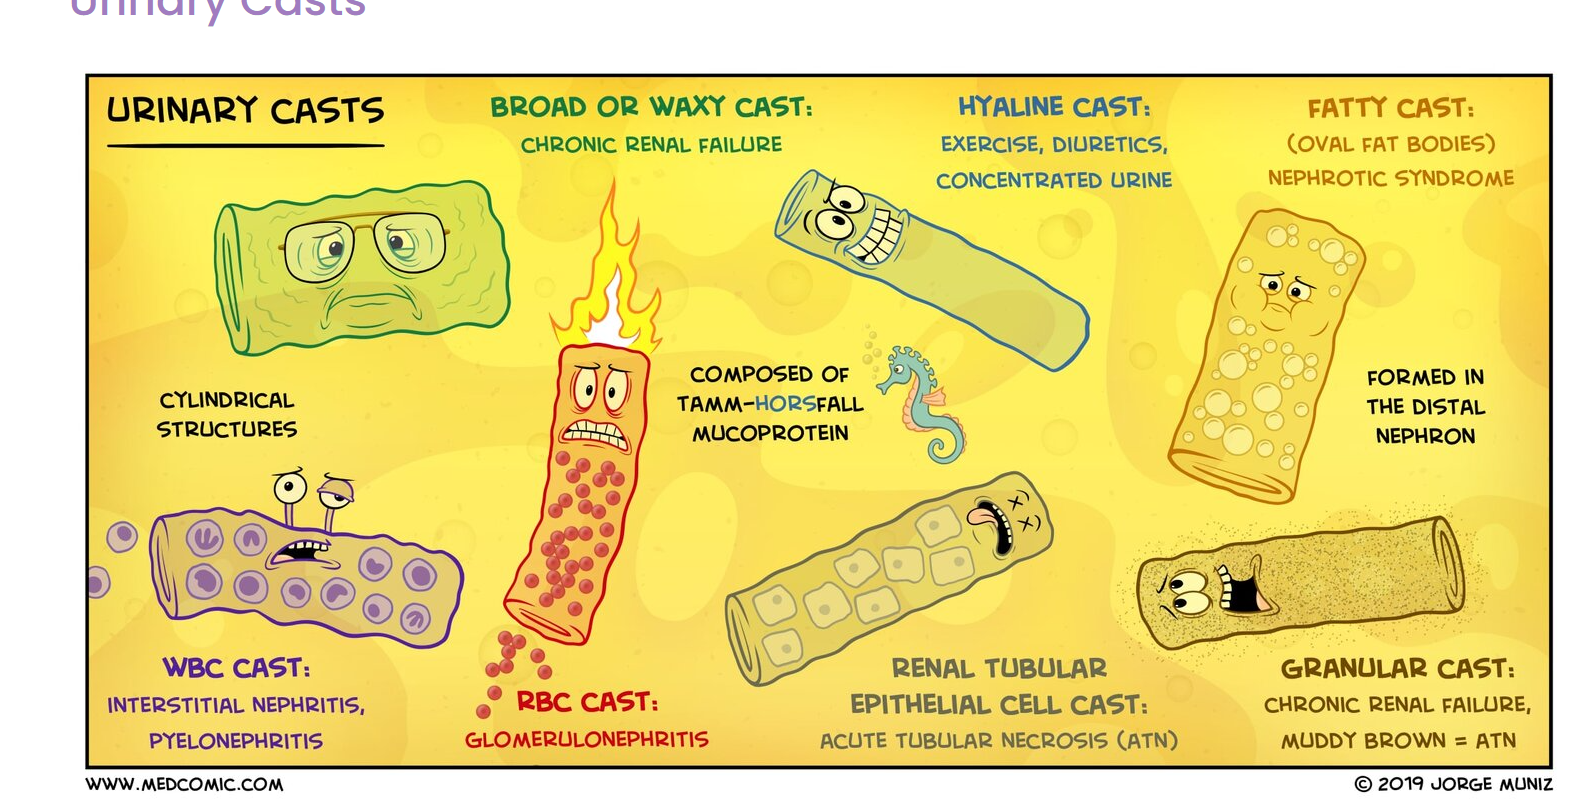 Urinary Casts
URINARY CASTS
BROAD OR WAXY CAST:
CHRONIC RENAL FAILURE
HYALINE CAST:
EXERCISE, DIURETICS,
CONCENTRATED URINE
FATTY CAST:
(OVAL FAT BODIES)
NEPHROTIC SYNDROME
CYLINDRICAL
STRUCTURES
COMPOSED OF
TAMM-HORSFALL
MUCOPROTEIN
FORMED IN
THE DISTAL
NEPHRON
WBC CAST:
INTERSTITIAL NEPHRITIS,
PYELONEPHRITIS
RBC CAST:
GLOMERULONEPHRITIS
RENAL TUBULAR
EPITHELIAL CELL CAST:
ACUTE TUBULAR NECROSIS (ATN)
GRANULAR CAST:
CHRONIC RENAL FAILURE,
MUDDY BROWN = ATN
WWW.MEDCOMIC.COM
© 2019 JORGE MUNIZ